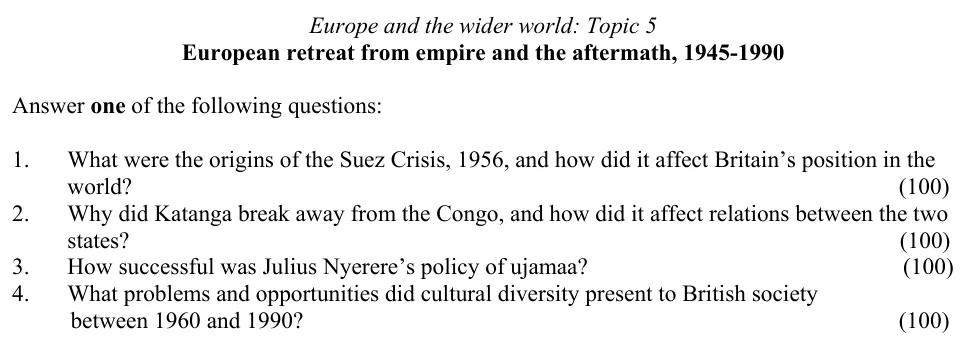 Europe and the wider world: Topic 5
European retreat from empire and the aftermath, 1945-1990
Answer one of the following questions:
1. What were the origins of the Suez Crisis, 1956, and how did it affect Britain’s position in the
world? (100)
2. Why did Katanga break away from the Congo, and how did it affect relations between the two
states? (100)
3. How successful was Julius Nyerere’s policy of ujamaa? (100)
4. What problems and opportunities did cultural diversity present to British society
between 1960 and 1990? (100)